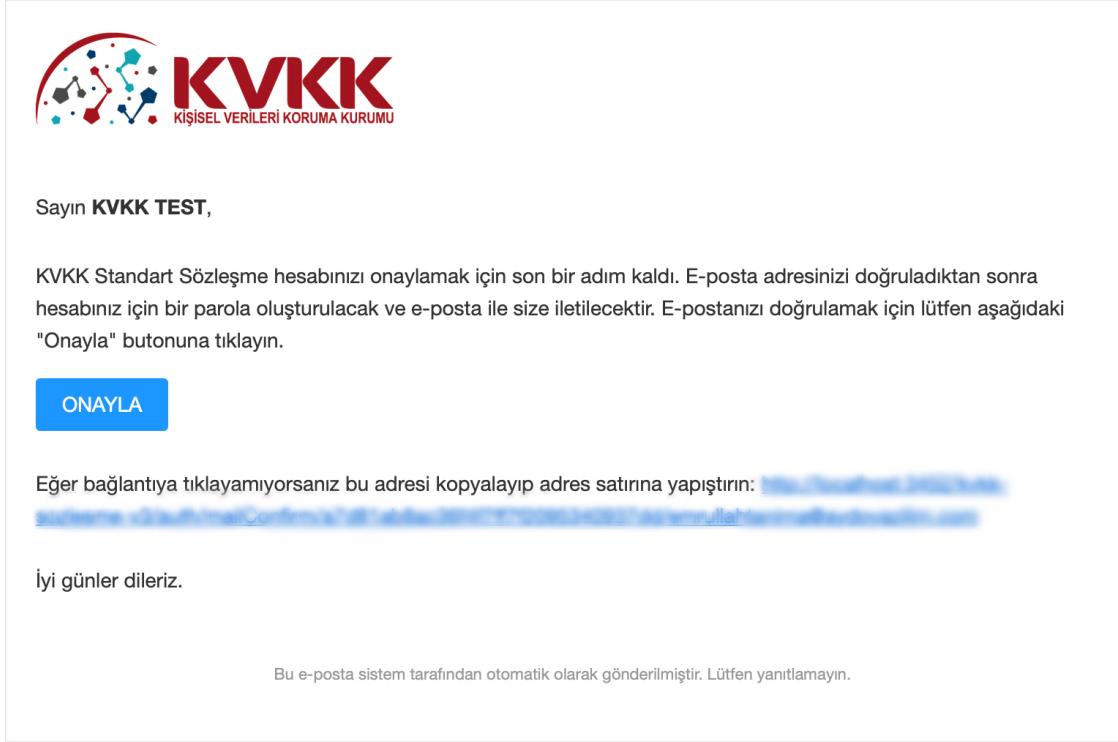 KVKK
KİŞİSEL VERİLERİ KORUMA KURUMU
Sayın KVKK TEST,
KVKK Standart Sözleşme hesabınızı onaylamak için son bir adım kaldı. E-posta adresinizi doğruladıktan sonra
hesabınız için bir parola oluşturulacak ve e-posta ile size iletilecektir. E-postanızı doğrulamak için lütfen aşağıdaki
"Onayla" butonuna tıklayın.
ONAYLA
Eğer bağlantıya tıklayamıyorsanız bu adresi kopyalayıp adres satırına yapıştırın:
İyi günler dileriz.
Bu e-posta sistem tarafından otomatik olarak gönderilmiştir. Lütfen yanıtlamayın.